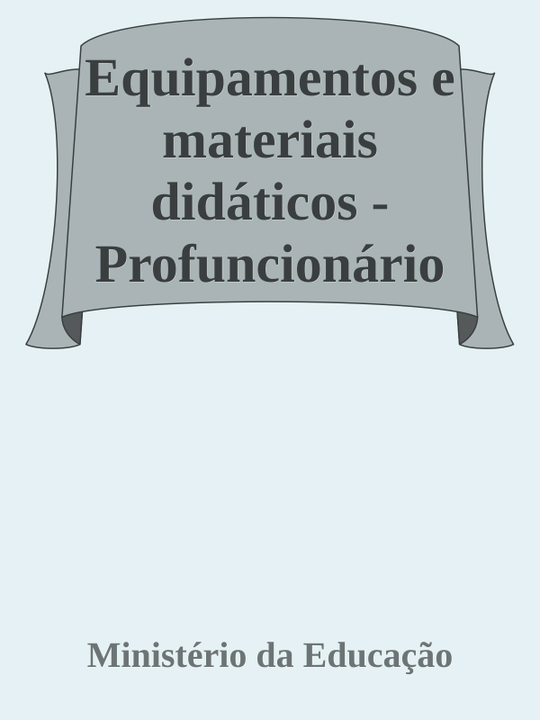 Equipamentos e
materiais
didáticos -
Profuncionário
Ministério da Educação